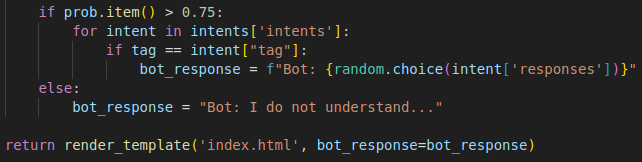 if prob.item() > 0.75:
for intent in intents['intents']:
if tag == intent["tag"]:
bot_response = f"Bot: {random.choice(intent['responses'])}"
else:
bot_response = "Bot: I do not understand..."
return render_template('index.html', bot_response=bot_response)